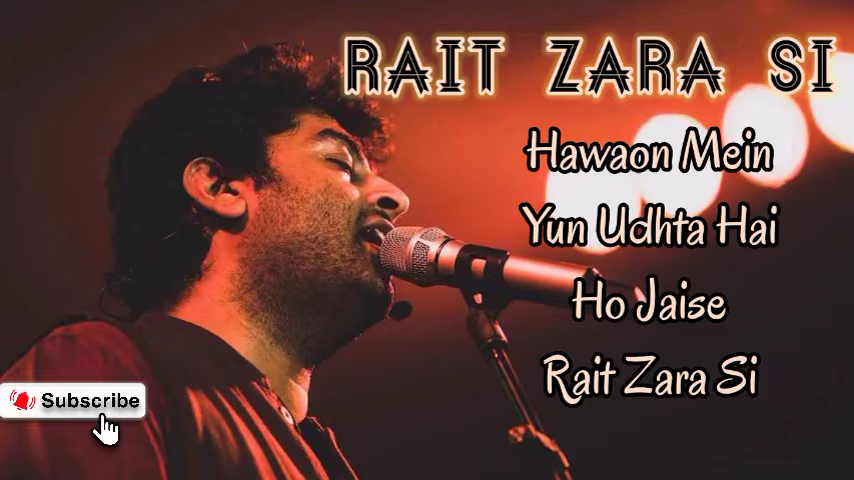 RAIT ZARA SI
Hawaon Mein
Yun Udhta Hai
Ho Jaise
Rait Zara Si
Subscribe